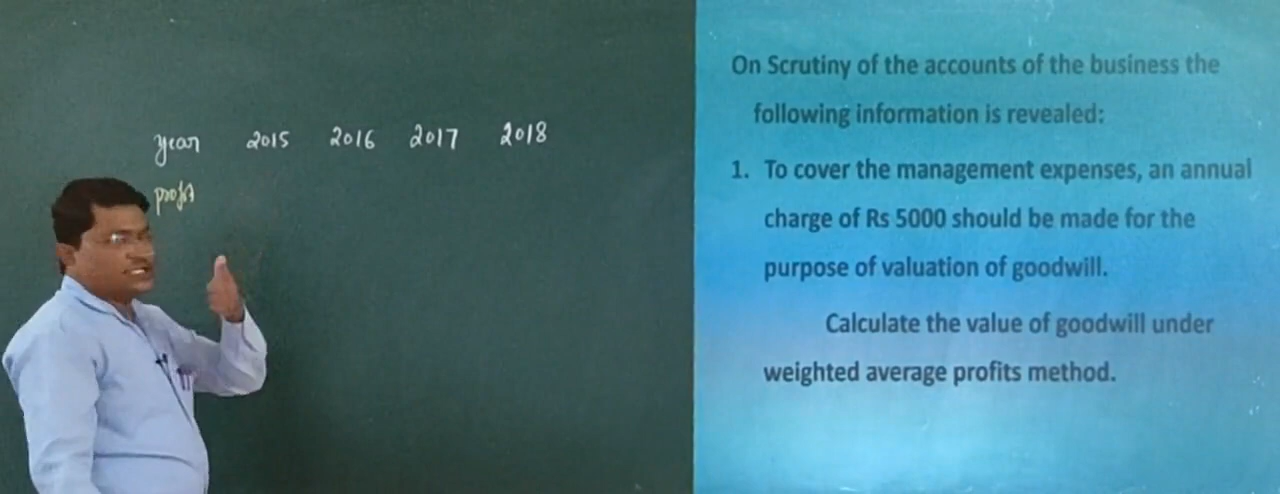 year 2015 2016 2017 2018
profit
On Scrutiny of the accounts of the business the
following information is revealed:
1. To cover the management expenses, an annual
charge of Rs 5000 should be made for the
purpose of valuation of goodwill.
Calculate the value of goodwill under
weighted average profits method.